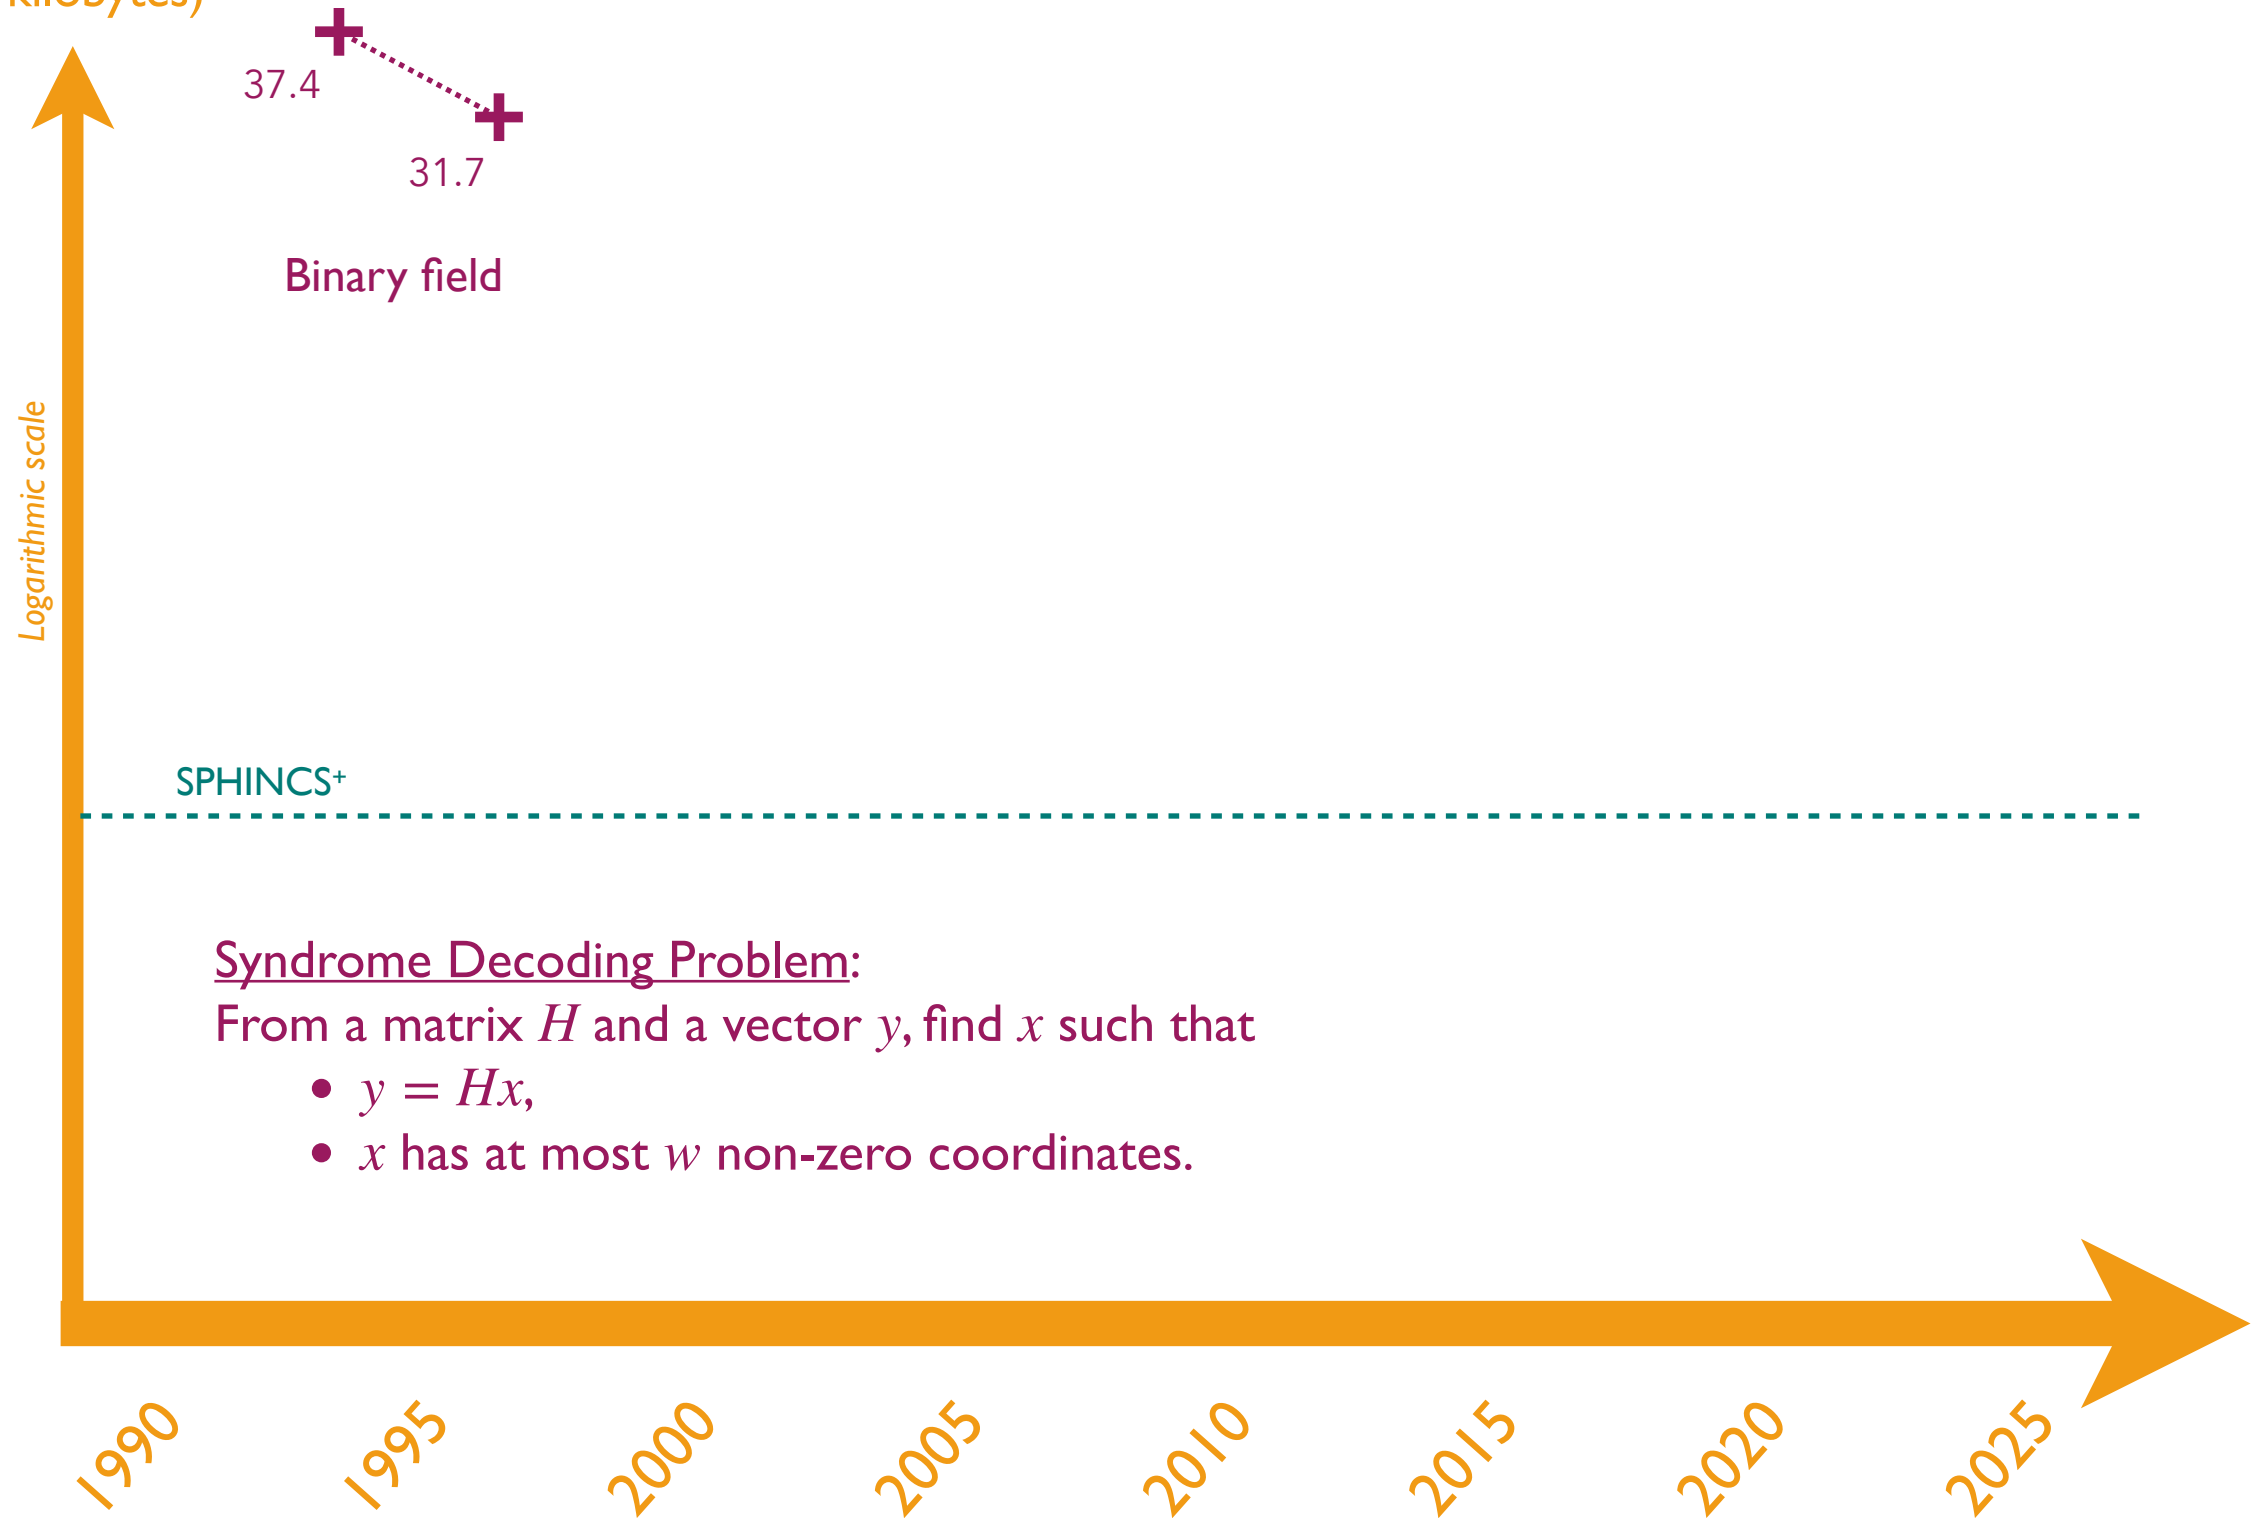 kilobytes)
37.4
31.7
Binary field
Logarithmic scale
SPHINCS⁺
Syndrome Decoding Problem:
From a matrix H and a vector y, find x such that
• y = Hx,
• x has at most w non-zero coordinates.
1990 1995 2000 2005 2010 2015 2020 2025